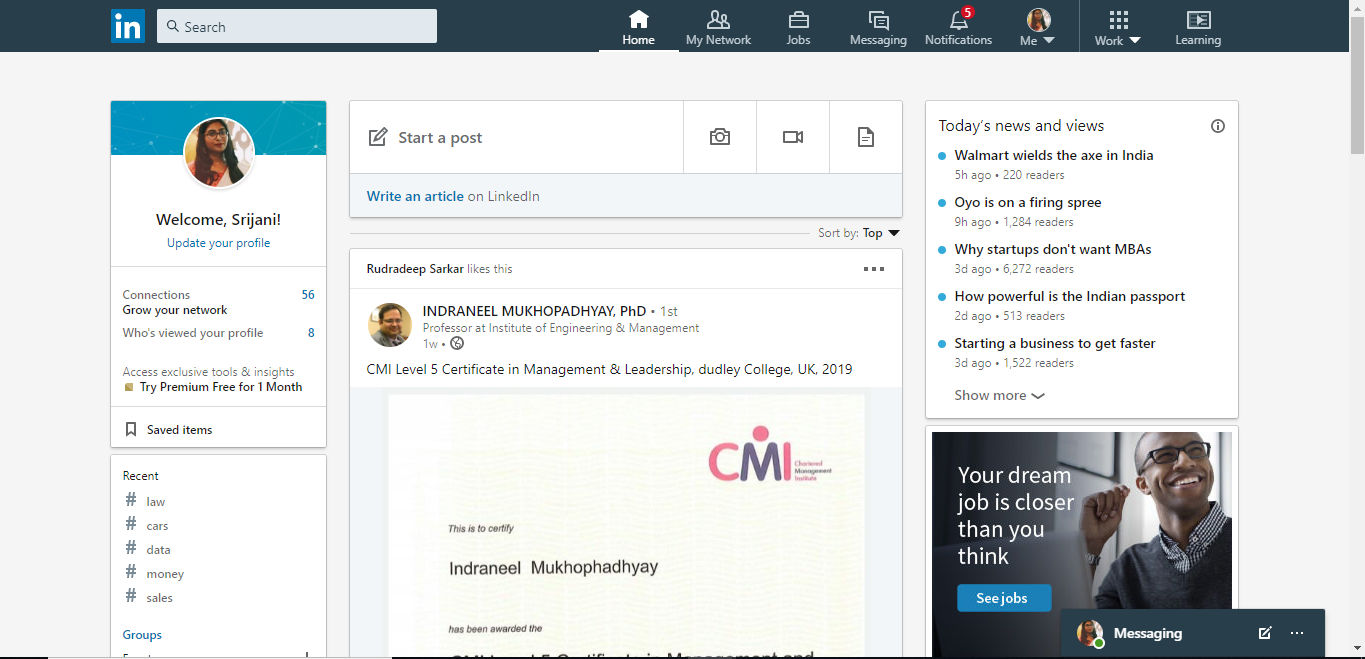 in
Search
Home
My Network
Jobs
Messaging
5
Notifications
Me
Work
Learning
Welcome, Srijani!
Update your profile
Connections 56
Grow your network
Who's viewed your profile 8
Access exclusive tools & insights
Try Premium Free for 1 Month
Saved items
Recent
# law
# cars
# data
# money
# sales
Groups
Start a post
Write an article on LinkedIn
Sort by: Top
Rudradeep Sarkar likes this
INDRANEEL MUKHOPADHYAY, PhD • 1st
Professor at Institute of Engineering & Management
1w •
CMI Level 5 Certificate in Management & Leadership, dudley College, UK, 2019
CMI
Chartered
Management
Institute
This is to certify
Indraneel Mukhophadhyay
has been awarded the
CMI Level 5 Certificate in Management and
Today's news and views
Walmart wields the axe in India
5h ago • 220 readers
Oyo is on a firing spree
9h ago • 1,284 readers
Why startups don't want MBAs
3d ago • 6,272 readers
How powerful is the Indian passport
2d ago • 513 readers
Starting a business to get faster
3d ago • 1,522 readers
Show more
Your dream
job is closer
than you
think
See jobs
Messaging